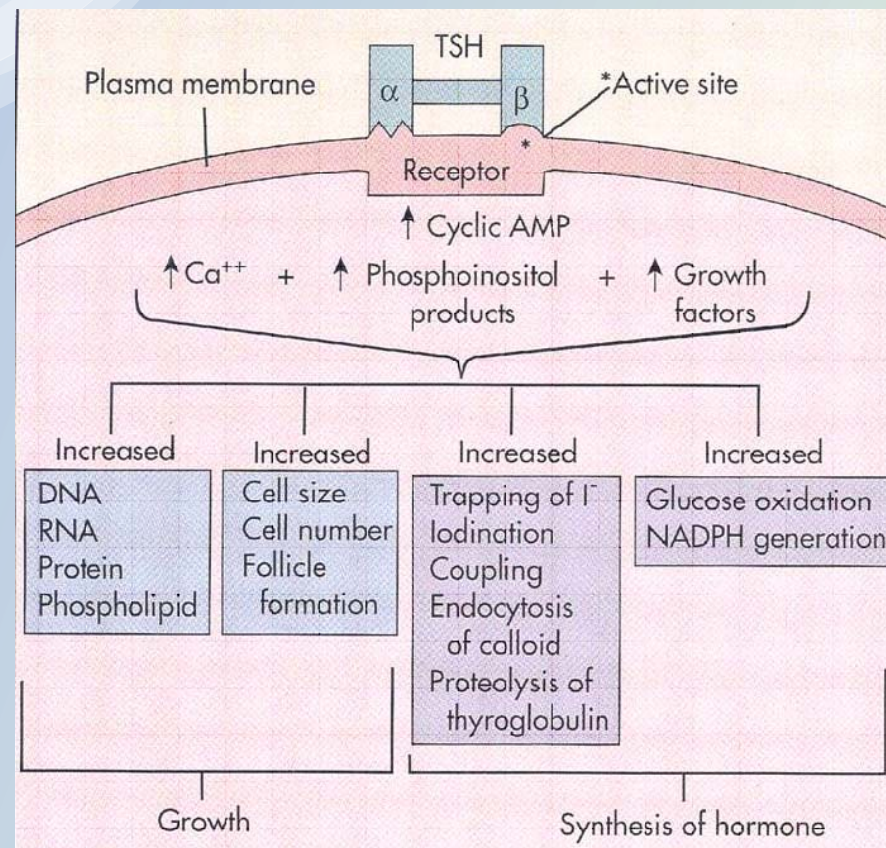 TSH
Plasma membrane
α
β
*Active site
*
Receptor
↑ Cyclic AMP
↑ Ca⁺⁺ + ↑ Phosphoinositol + ↑ Growth
products factors
Increased
DNA
RNA
Protein
Phospholipid
Increased
Cell size
Cell number
Follicle
formation
Increased
Trapping of I⁻
Iodination
Coupling
Endocytosis
of colloid
Proteolysis of
thyroglobulin
Increased
Glucose oxidation
NADPH generation
Growth
Synthesis of hormone